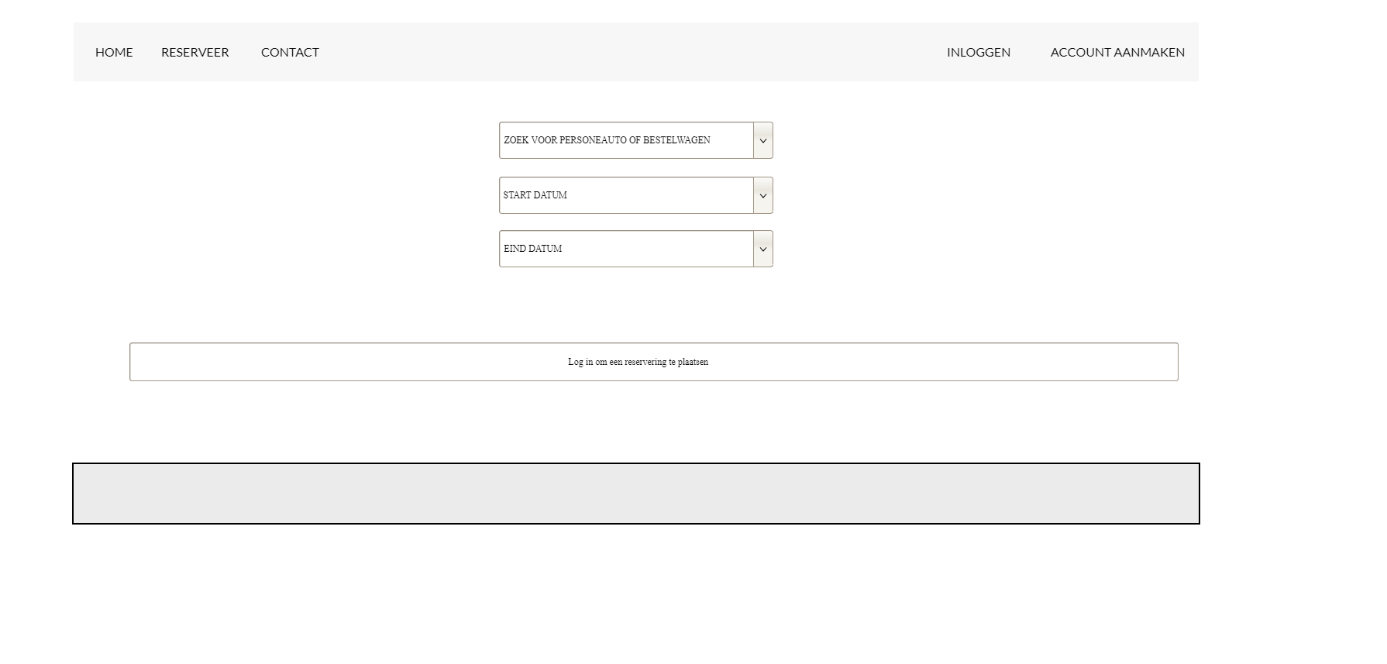 HOME RESERVEER CONTACT INLOGGEN ACCOUNT AANMAKEN
ZOEK VOOR PERSONEAUTO OF BESTELWAGEN
START DATUM
EIND DATUM
Log in om een reservering te plaatsen